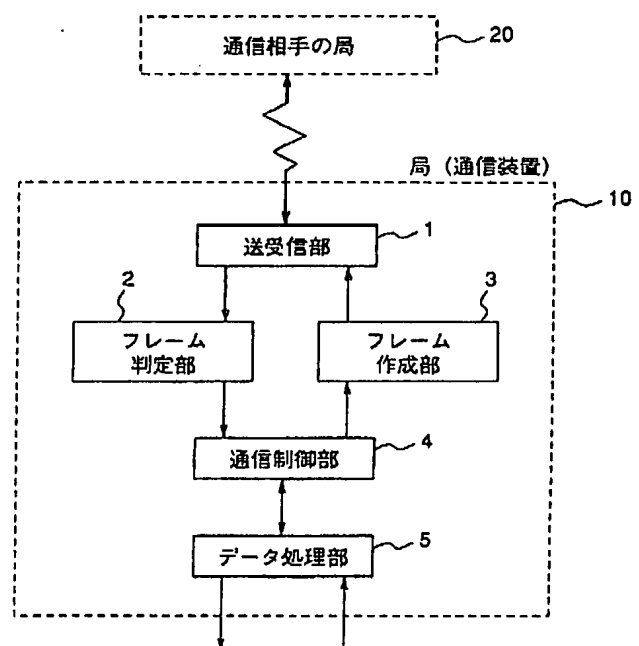 通信相手の局
20
局 (通信装置)
10
送受信部
1
2
フレーム
判定部
3
フレーム
作成部
通信制御部
4
データ処理部
5